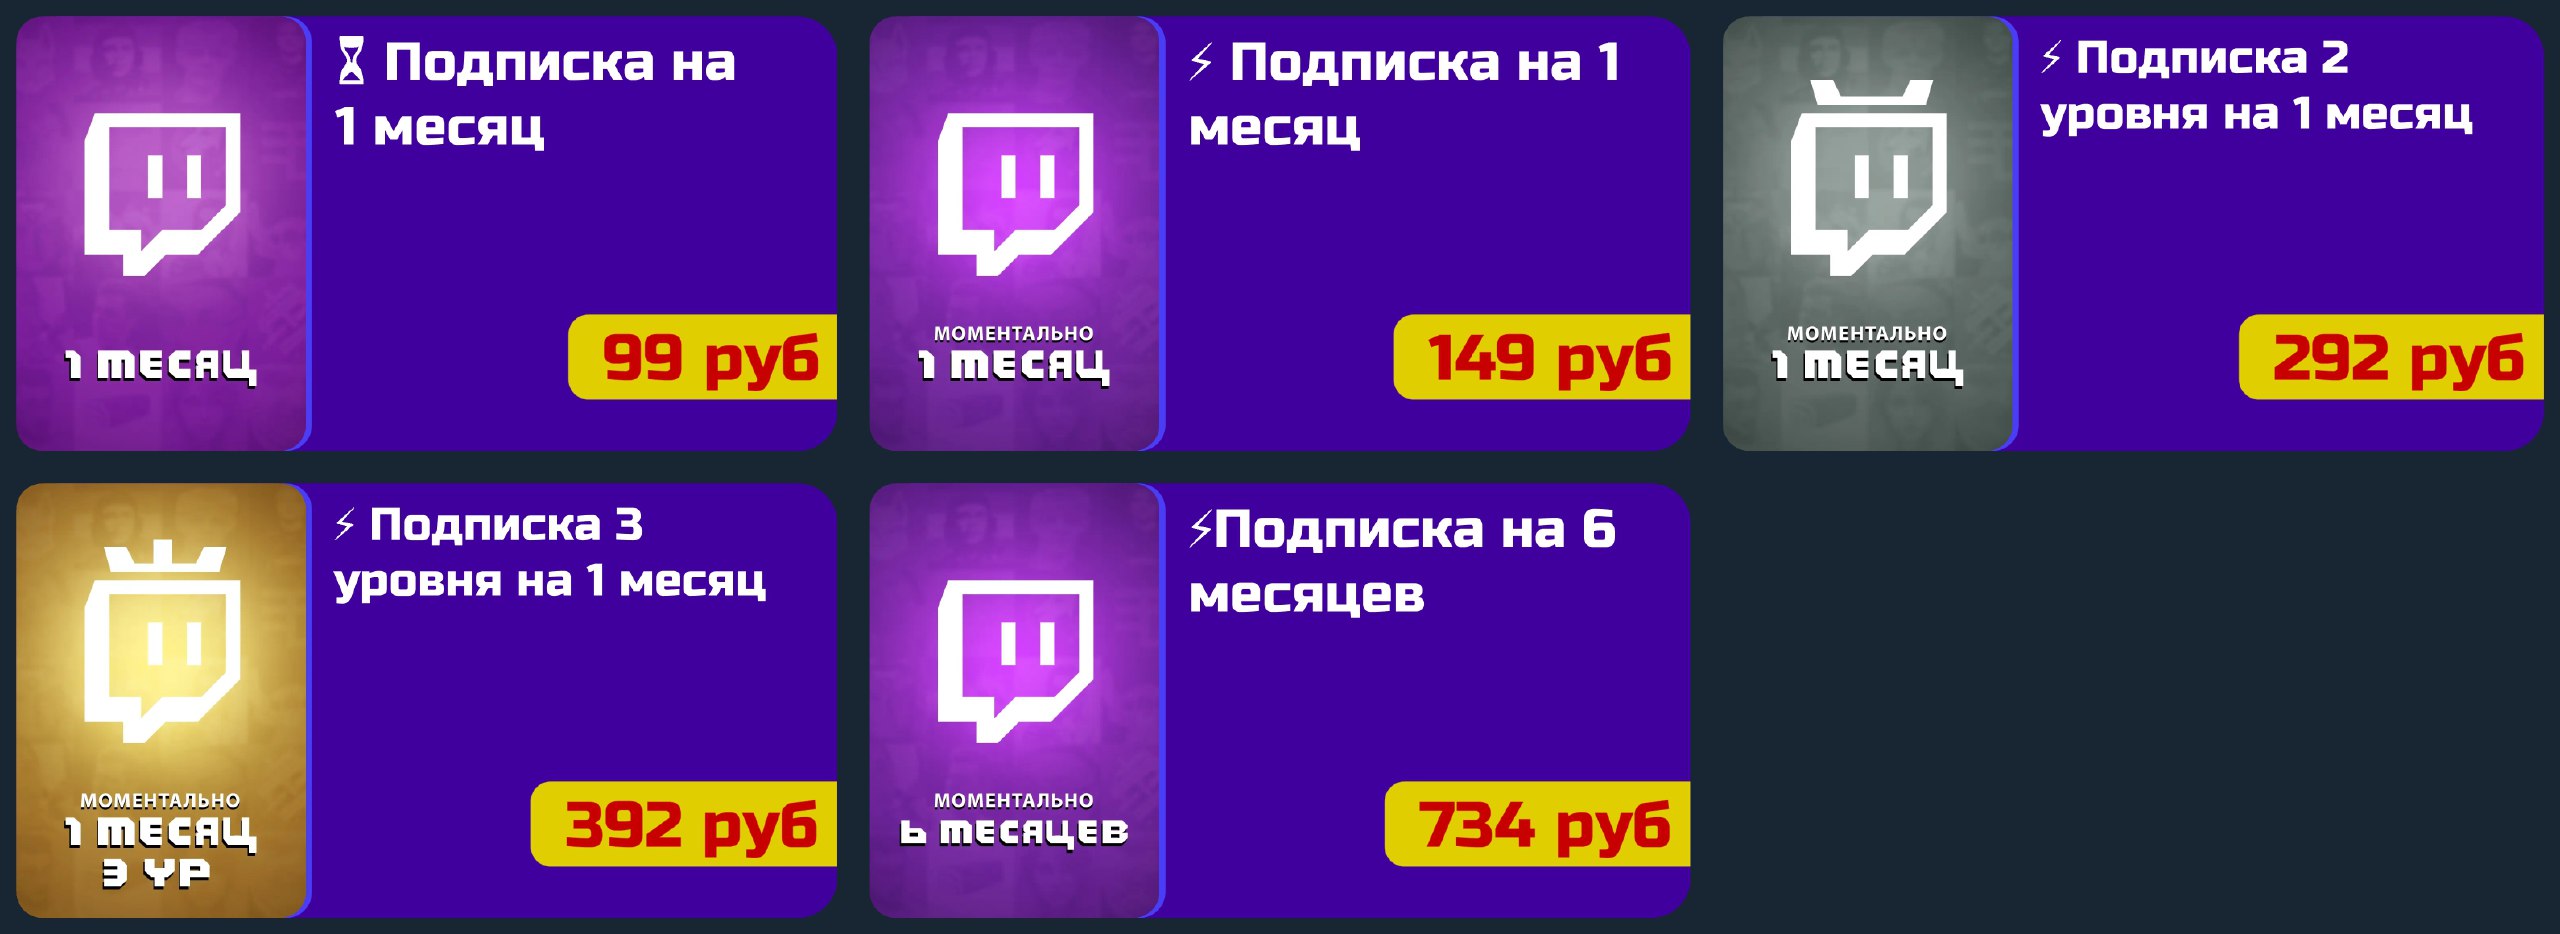 ⏳ Подписка на
1 месяц
1 МЕСЯЦ
99 руб
⚡ Подписка на 1
месяц
МОМЕНТАЛЬНО
1 МЕСЯЦ
149 руб
⚡ Подписка 2
уровня на 1 месяц
МОМЕНТАЛЬНО
1 МЕСЯЦ
292 руб
⚡ Подписка 3
уровня на 1 месяц
МОМЕНТАЛЬНО
1 МЕСЯЦ
3 УР
392 руб
⚡Подписка на 6
месяцев
МОМЕНТАЛЬНО
6 МЕСЯЦЕВ
734 руб